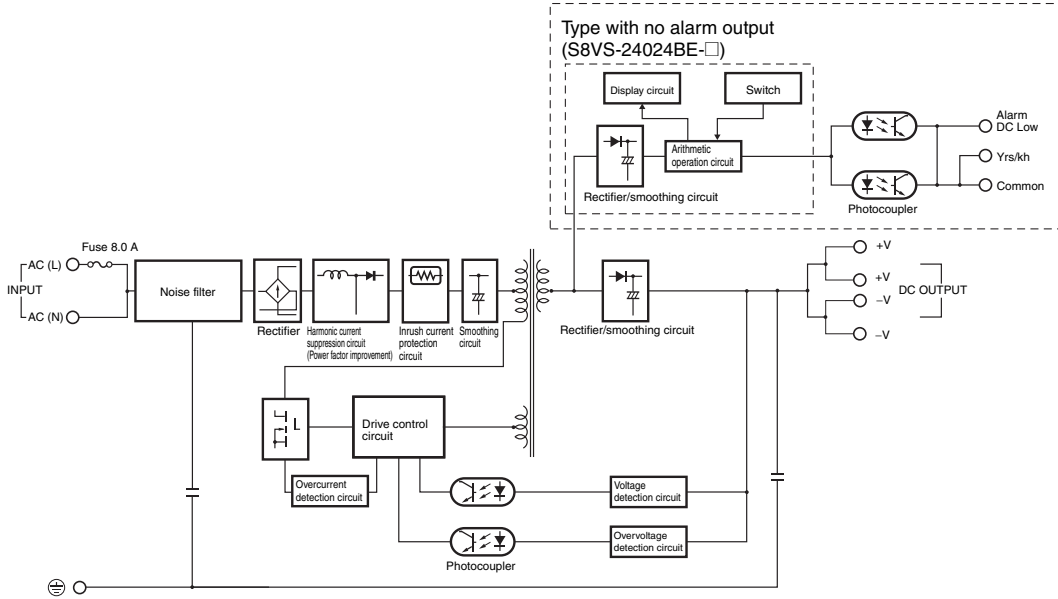 Type with no alarm output
(S8VS-24024BE-□)
Display circuit
Switch
Arithmetic
operation circuit
Rectifier/smoothing circuit
Alarm
DC Low
Yrs/kh
Common
Photocoupler
Fuse 8.0 A
AC (L)
INPUT
AC (N)
Noise filter
Rectifier
Harmonic current
suppression circuit
(Power factor improvement)
Inrush current
protection
circuit
Smoothing
circuit
Rectifier/smoothing circuit
+V
+V
DC OUTPUT
–V
–V
Drive control
circuit
Overcurrent
detection circuit
Voltage
detection circuit
Overvoltage
detection circuit
Photocoupler